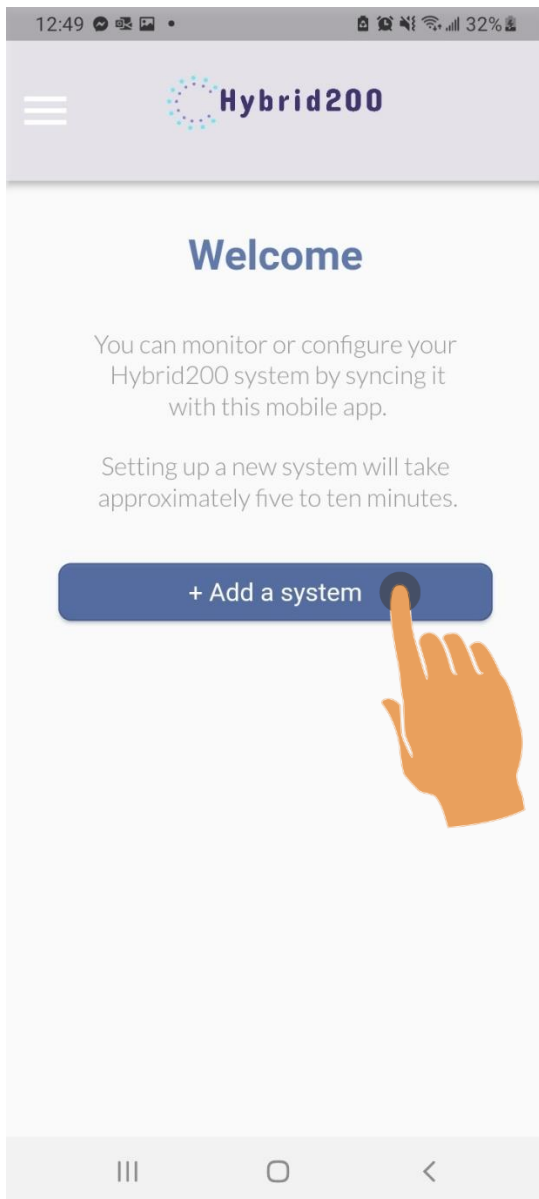 12:49 32%
Hybrid200
Welcome
You can monitor or configure your
Hybrid200 system by syncing it
with this mobile app.
Setting up a new system will take
approximately five to ten minutes.
+ Add a system